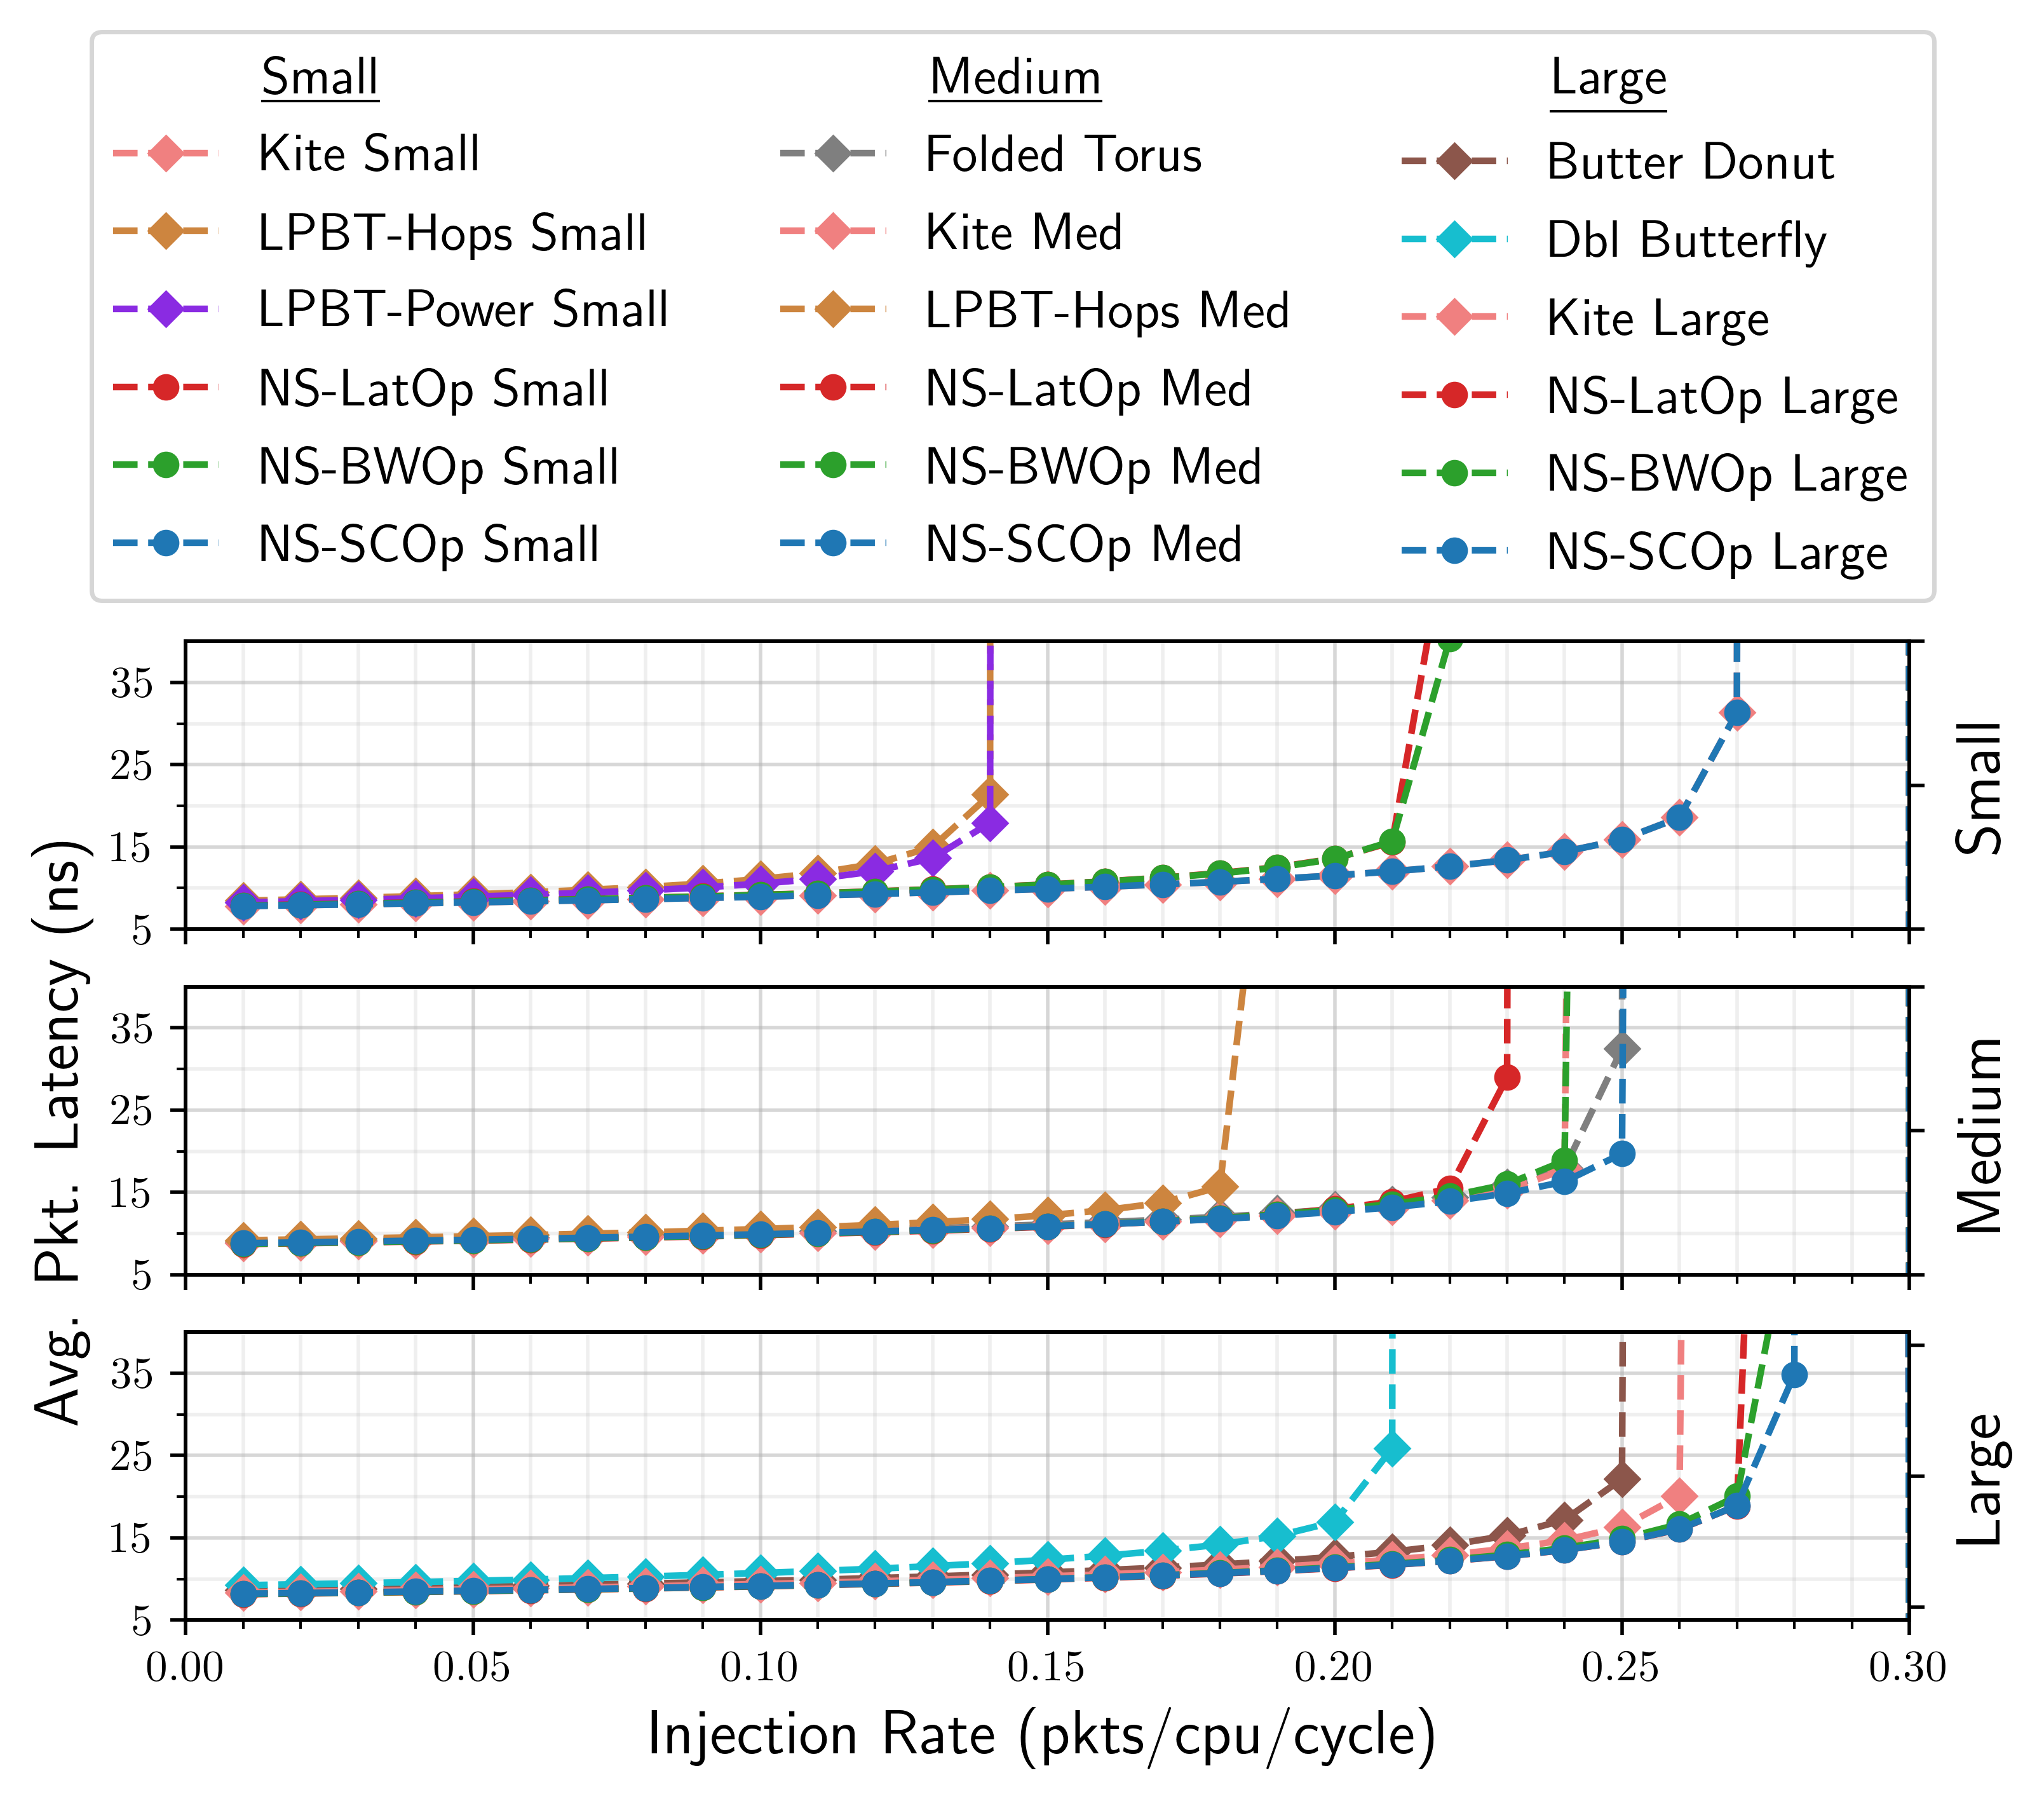 Small
Kite Small
LPBT-Hops Small
LPBT-Power Small
NS-LatOp Small
NS-BWOp Small
NS-SCOp Small
Medium
Folded Torus
Kite Med
LPBT-Hops Med
NS-LatOp Med
NS-BWOp Med
NS-SCOp Med
Large
Butter Donut
Dbl Butterfly
Kite Large
NS-LatOp Large
NS-BWOp Large
NS-SCOp Large
Avg. Pkt. Latency (ns)
35
25
15
5
Small
35
25
15
5
Medium
35
25
15
5
Large
0.00 0.05 0.10 0.15 0.20 0.25 0.30
Injection Rate (pkts/cpu/cycle)